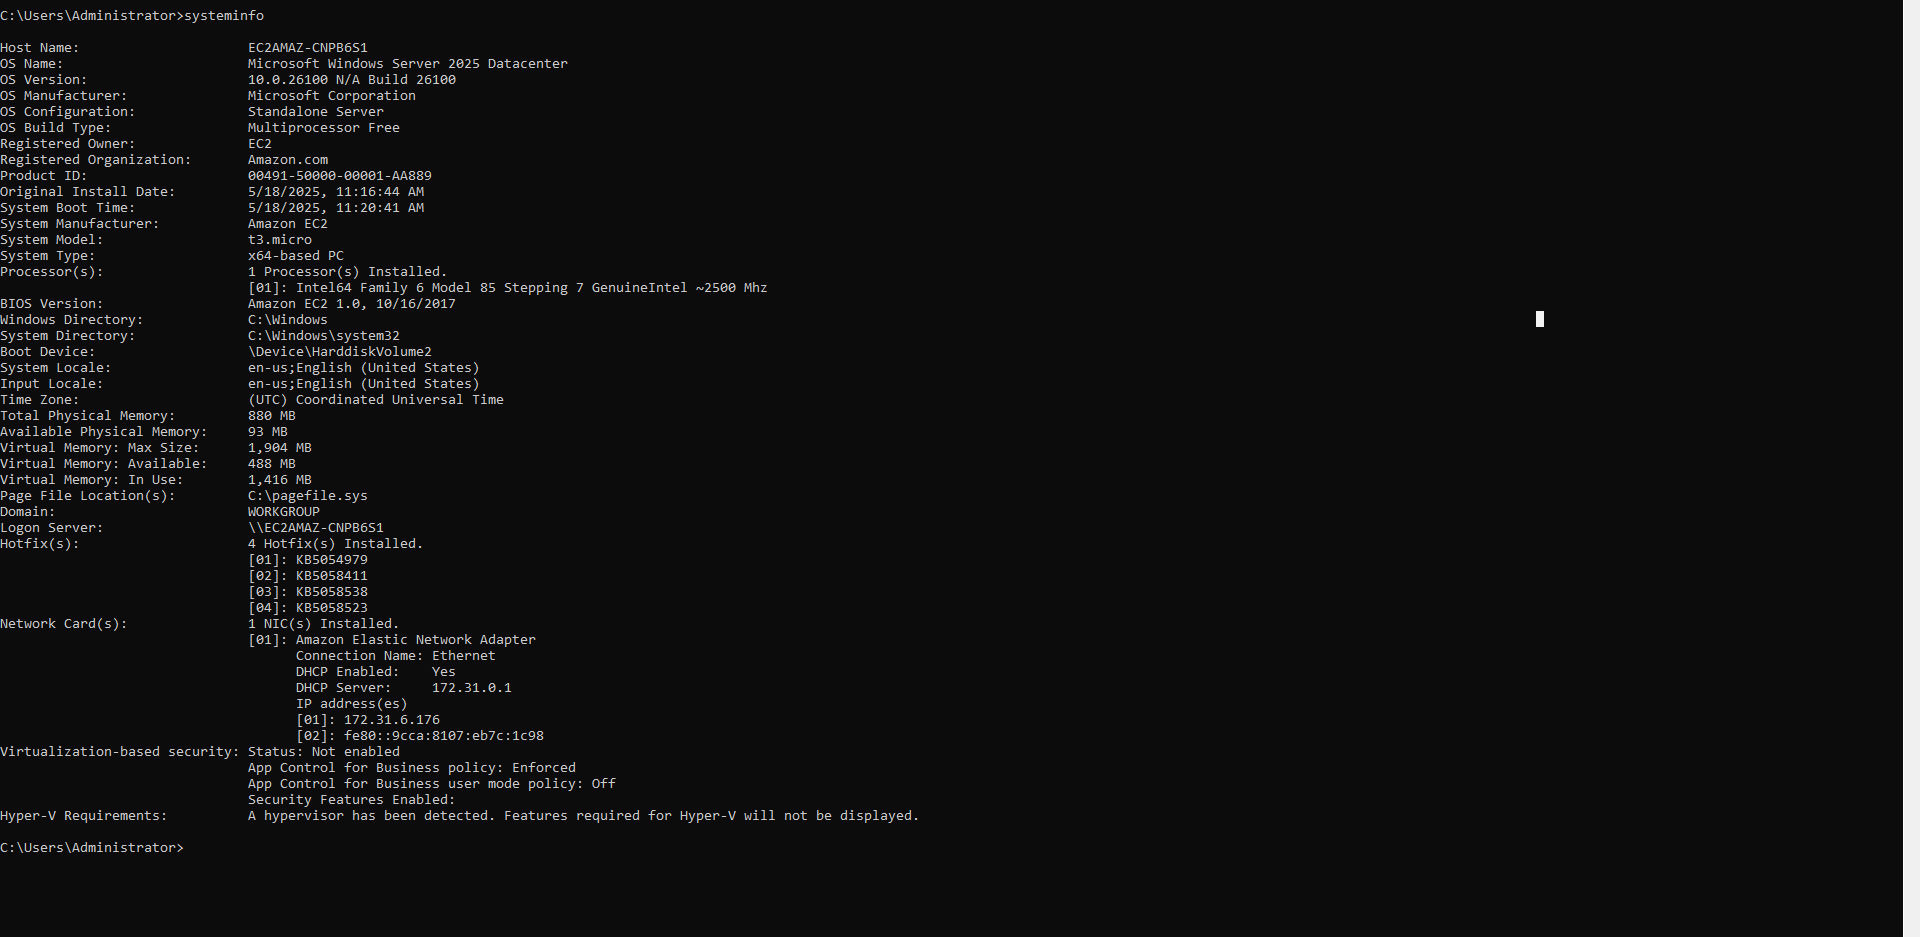 C:\Users\Administrator>systeminfo
Host Name:                     EC2AMAZ-CNPB6S1
OS Name:                       Microsoft Windows Server 2025 Datacenter
OS Version:                    10.0.26100 N/A Build 26100
OS Manufacturer:               Microsoft Corporation
OS Configuration:              Standalone Server
OS Build Type:                 Multiprocessor Free
Registered Owner:              EC2
Registered Organization:       Amazon.com
Product ID:                    00491-50000-00001-AA889
Original Install Date:         5/18/2025, 11:16:44 AM
System Boot Time:              5/18/2025, 11:20:41 AM
System Manufacturer:           Amazon EC2
System Model:                  t3.micro
System Type:                   x64-based PC
Processor(s):                  1 Processor(s) Installed.
                               [01]: Intel64 Family 6 Model 85 Stepping 7 GenuineIntel ~2500 Mhz
BIOS Version:                  Amazon EC2 1.0, 10/16/2017
Windows Directory:             C:\Windows
System Directory:              C:\Windows\system32
Boot Device:                   \Device\HarddiskVolume2
System Locale:                 en-us;English (United States)
Input Locale:                  en-us;English (United States)
Time Zone:                     (UTC) Coordinated Universal Time
Total Physical Memory:         880 MB
Available Physical Memory:     93 MB
Virtual Memory: Max Size:      1,904 MB
Virtual Memory: Available:     488 MB
Virtual Memory: In Use:        1,416 MB
Page File Location(s):         C:\pagefile.sys
Domain:                        WORKGROUP
Logon Server:                  \\EC2AMAZ-CNPB6S1
Hotfix(s):                     4 Hotfix(s) Installed.
                               [01]: KB5054979
                               [02]: KB5058411
                               [03]: KB5058538
                               [04]: KB5058523
Network Card(s):               1 NIC(s) Installed.
                               [01]: Amazon Elastic Network Adapter
                                     Connection Name: Ethernet
                                     DHCP Enabled:    Yes
                                     DHCP Server:     172.31.0.1
                                     IP address(es)
                                     [01]: 172.31.6.176
                                     [02]: fe80::9cca:8107:eb7c:1c98
Virtualization-based security: Status: Not enabled
                               App Control for Business policy: Enforced
                               App Control for Business user mode policy: Off
                               Security Features Enabled:
Hyper-V Requirements:          A hypervisor has been detected. Features required for Hyper-V will not be displayed.
C:\Users\Administrator>